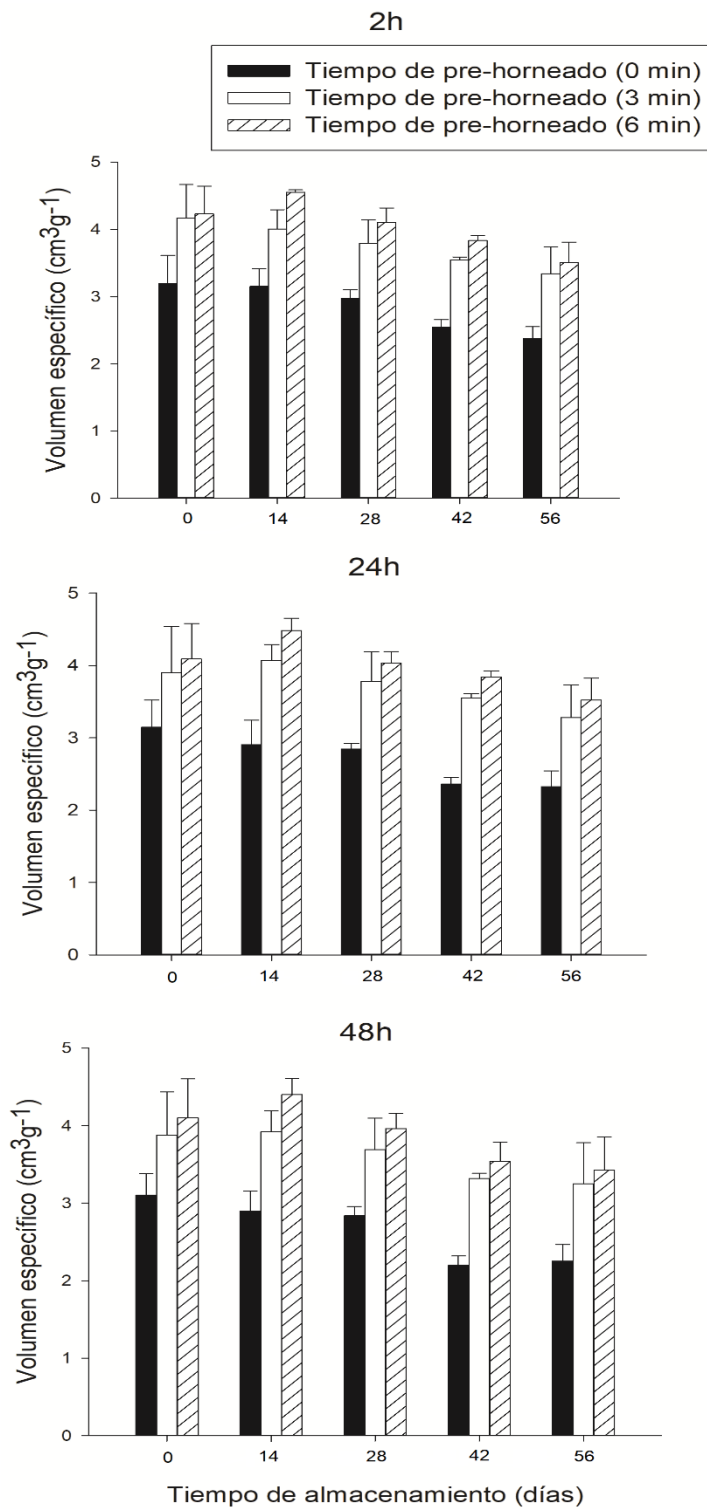 2h
Tiempo de pre-horneado (0 min)
Tiempo de pre-horneado (3 min)
Tiempo de pre-horneado (6 min)
Volumen específico (cm3g-1)
5
4
3
2
1
0
0 14 28 42 56
24h
Volumen específico (cm3g-1)
5
4
3
2
1
0
0 14 28 42 56
48h
Volumen específico (cm3g-1)
5
4
3
2
1
0
0 14 28 42 56
Tiempo de almacenamiento (días)